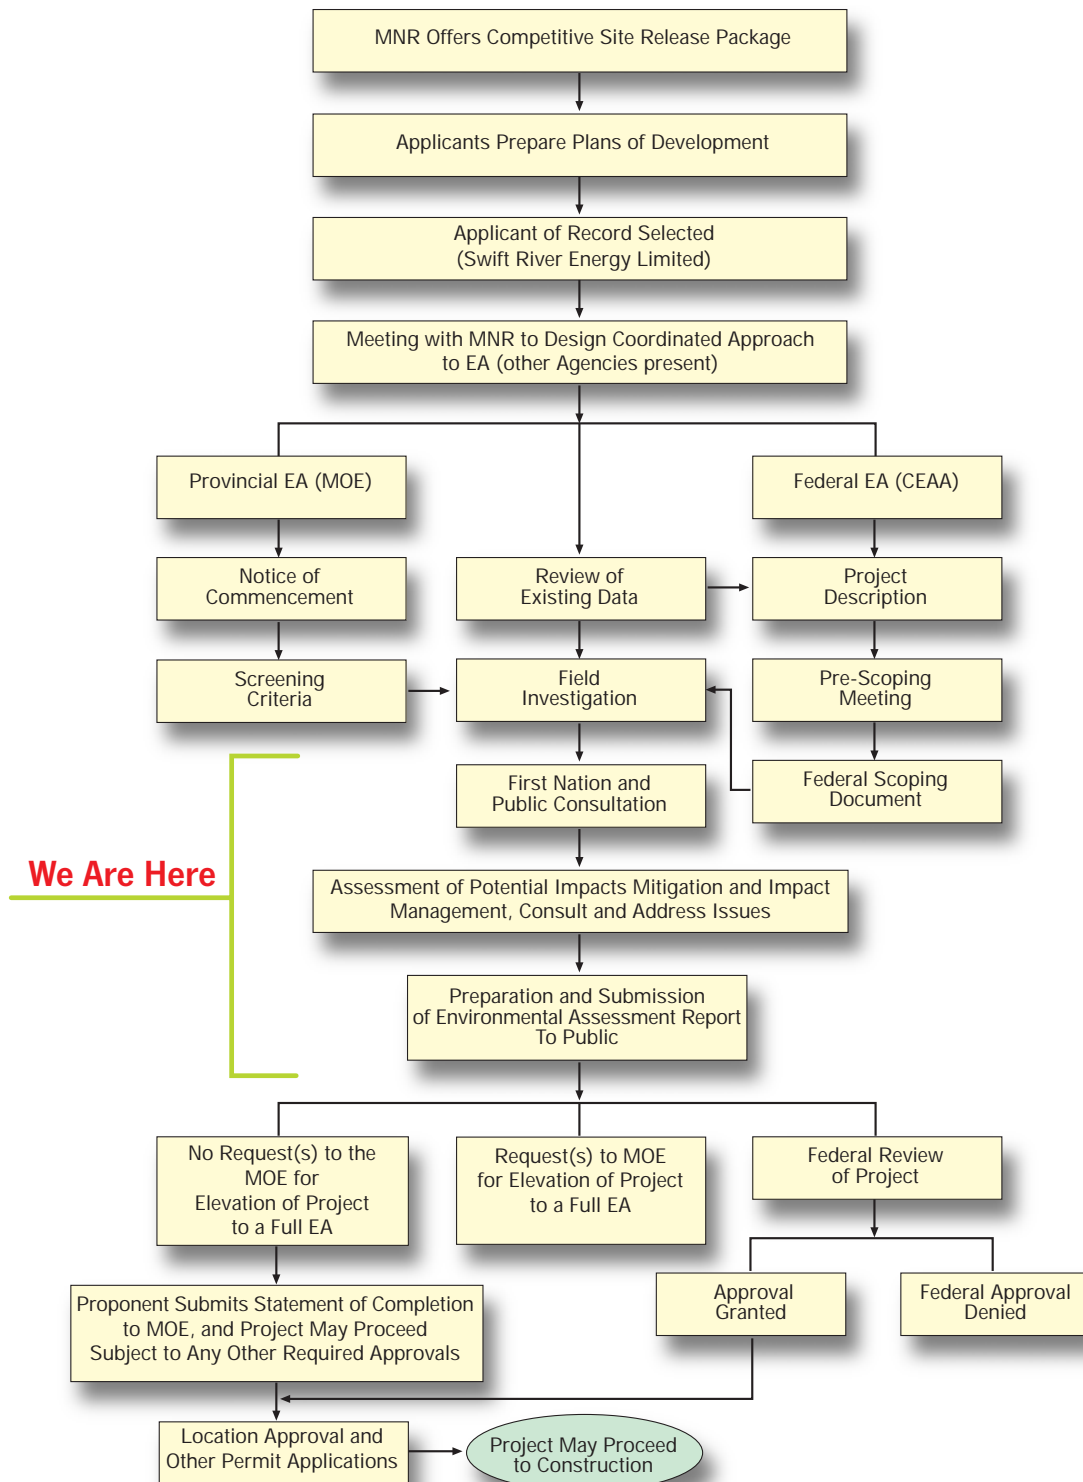 MNR Offers Competitive Site Release Package
Applicants Prepare Plans of Development
Applicant of Record Selected
(Swift River Energy Limited)
Meeting with MNR to Design Coordinated Approach
to EA (other Agencies present)
Provincial EA (MOE)
Federal EA (CEAA)
Notice of
Commencement
Review of
Existing Data
Project
Description
Screening
Criteria
Field
Investigation
Pre-Scoping
Meeting
First Nation and
Public Consultation
Federal Scoping
Document
We Are Here
Assessment of Potential Impacts Mitigation and Impact
Management, Consult and Address Issues
Preparation and Submission
of Environmental Assessment Report
To Public
No Request(s) to the
MOE for
Elevation of Project
to a Full EA
Request(s) to MOE
for Elevation of Project
to a Full EA
Federal Review
of Project
Proponent Submits Statement of Completion
to MOE, and Project May Proceed
Subject to Any Other Required Approvals
Approval
Granted
Federal Approval
Denied
Location Approval and
Other Permit Applications
Project May Proceed
to Construction